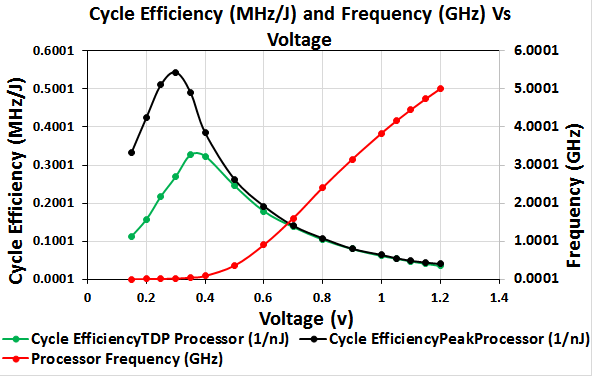 Cycle Efficiency (MHz/J) and Frequency (GHz) Vs
Voltage
Cycle Efficiency (MHz/J)
0.6001
0.5001
0.4001
0.3001
0.2001
0.1001
0.0001
6.0001
5.0001
4.0001
3.0001
2.0001
1.0001
0.0001
Frequency (GHz)
0 0.2 0.4 0.6 0.8 1 1.2 1.4
Voltage (v)
Cycle EfficiencyTDP Processor (1/nJ) Cycle EfficiencyPeakProcessor (1/nJ)
Processor Frequency (GHz)